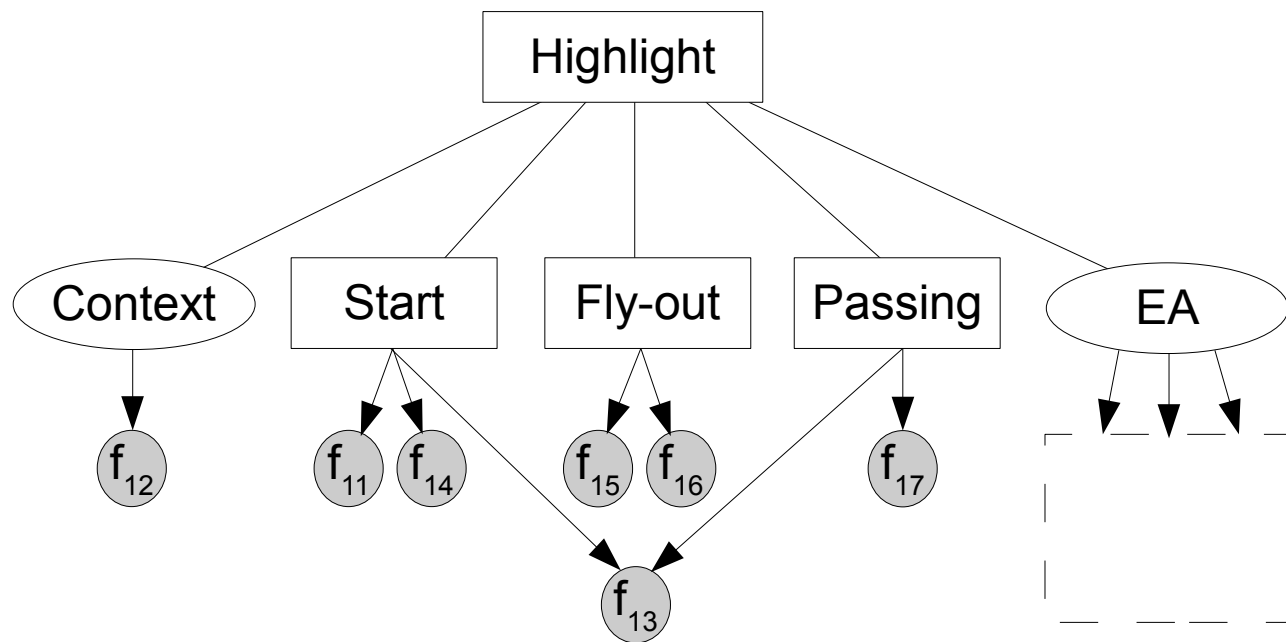 Highlight
Context
Start
Fly-out
Passing
EA
f12
f11
f14
f15
f16
f17
f13